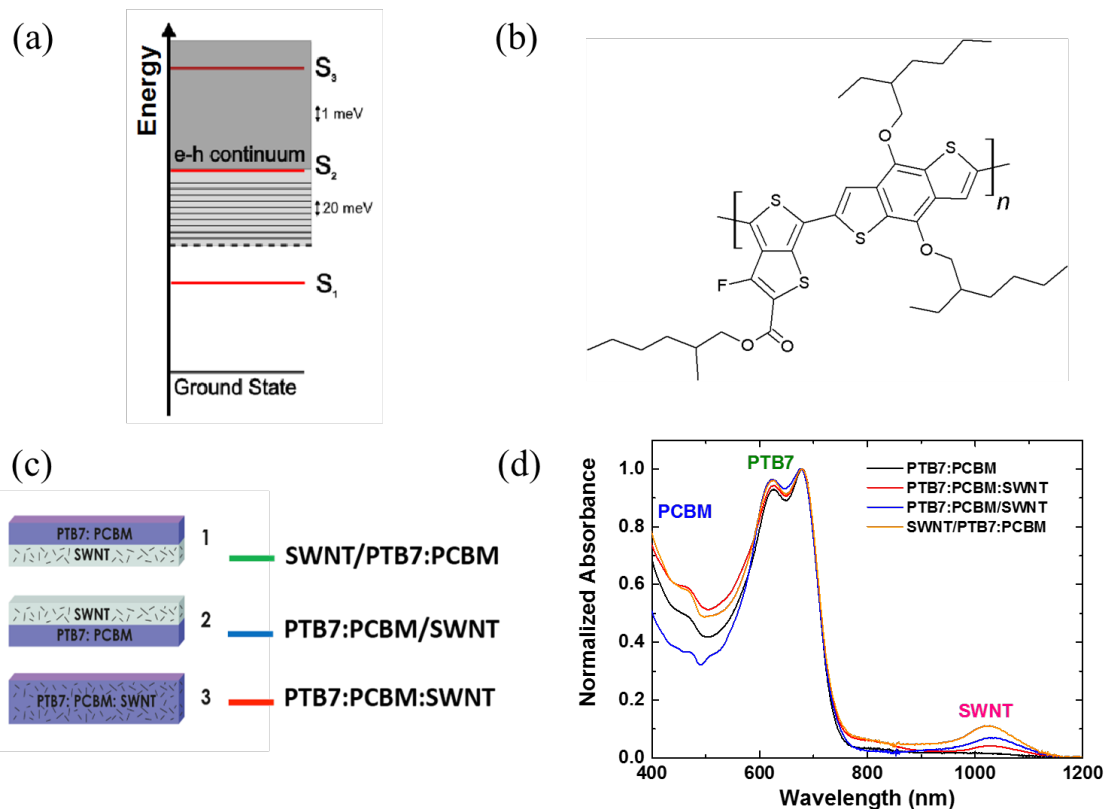 (a)
Energy
S3
1 meV
e-h continuum
S2
20 meV
S1
Ground State
(b)
O
S
S
n
S
S
O
F
S
O
O
(c)
PTB7: PCBM
SWNT
1
SWNT/PTB7:PCBM
SWNT
PTB7: PCBM
2
PTB7:PCBM/SWNT
PTB7: PCBM: SWNT
3
PTB7:PCBM:SWNT
(d)
Normalized Absorbance
1.0
0.8
0.6
0.4
0.2
0.0
PCBM
PTB7
PTB7:PCBM
PTB7:PCBM:SWNT
PTB7:PCBM/SWNT
SWNT/PTB7:PCBM
SWNT
400 600 800 1000 1200
Wavelength (nm)